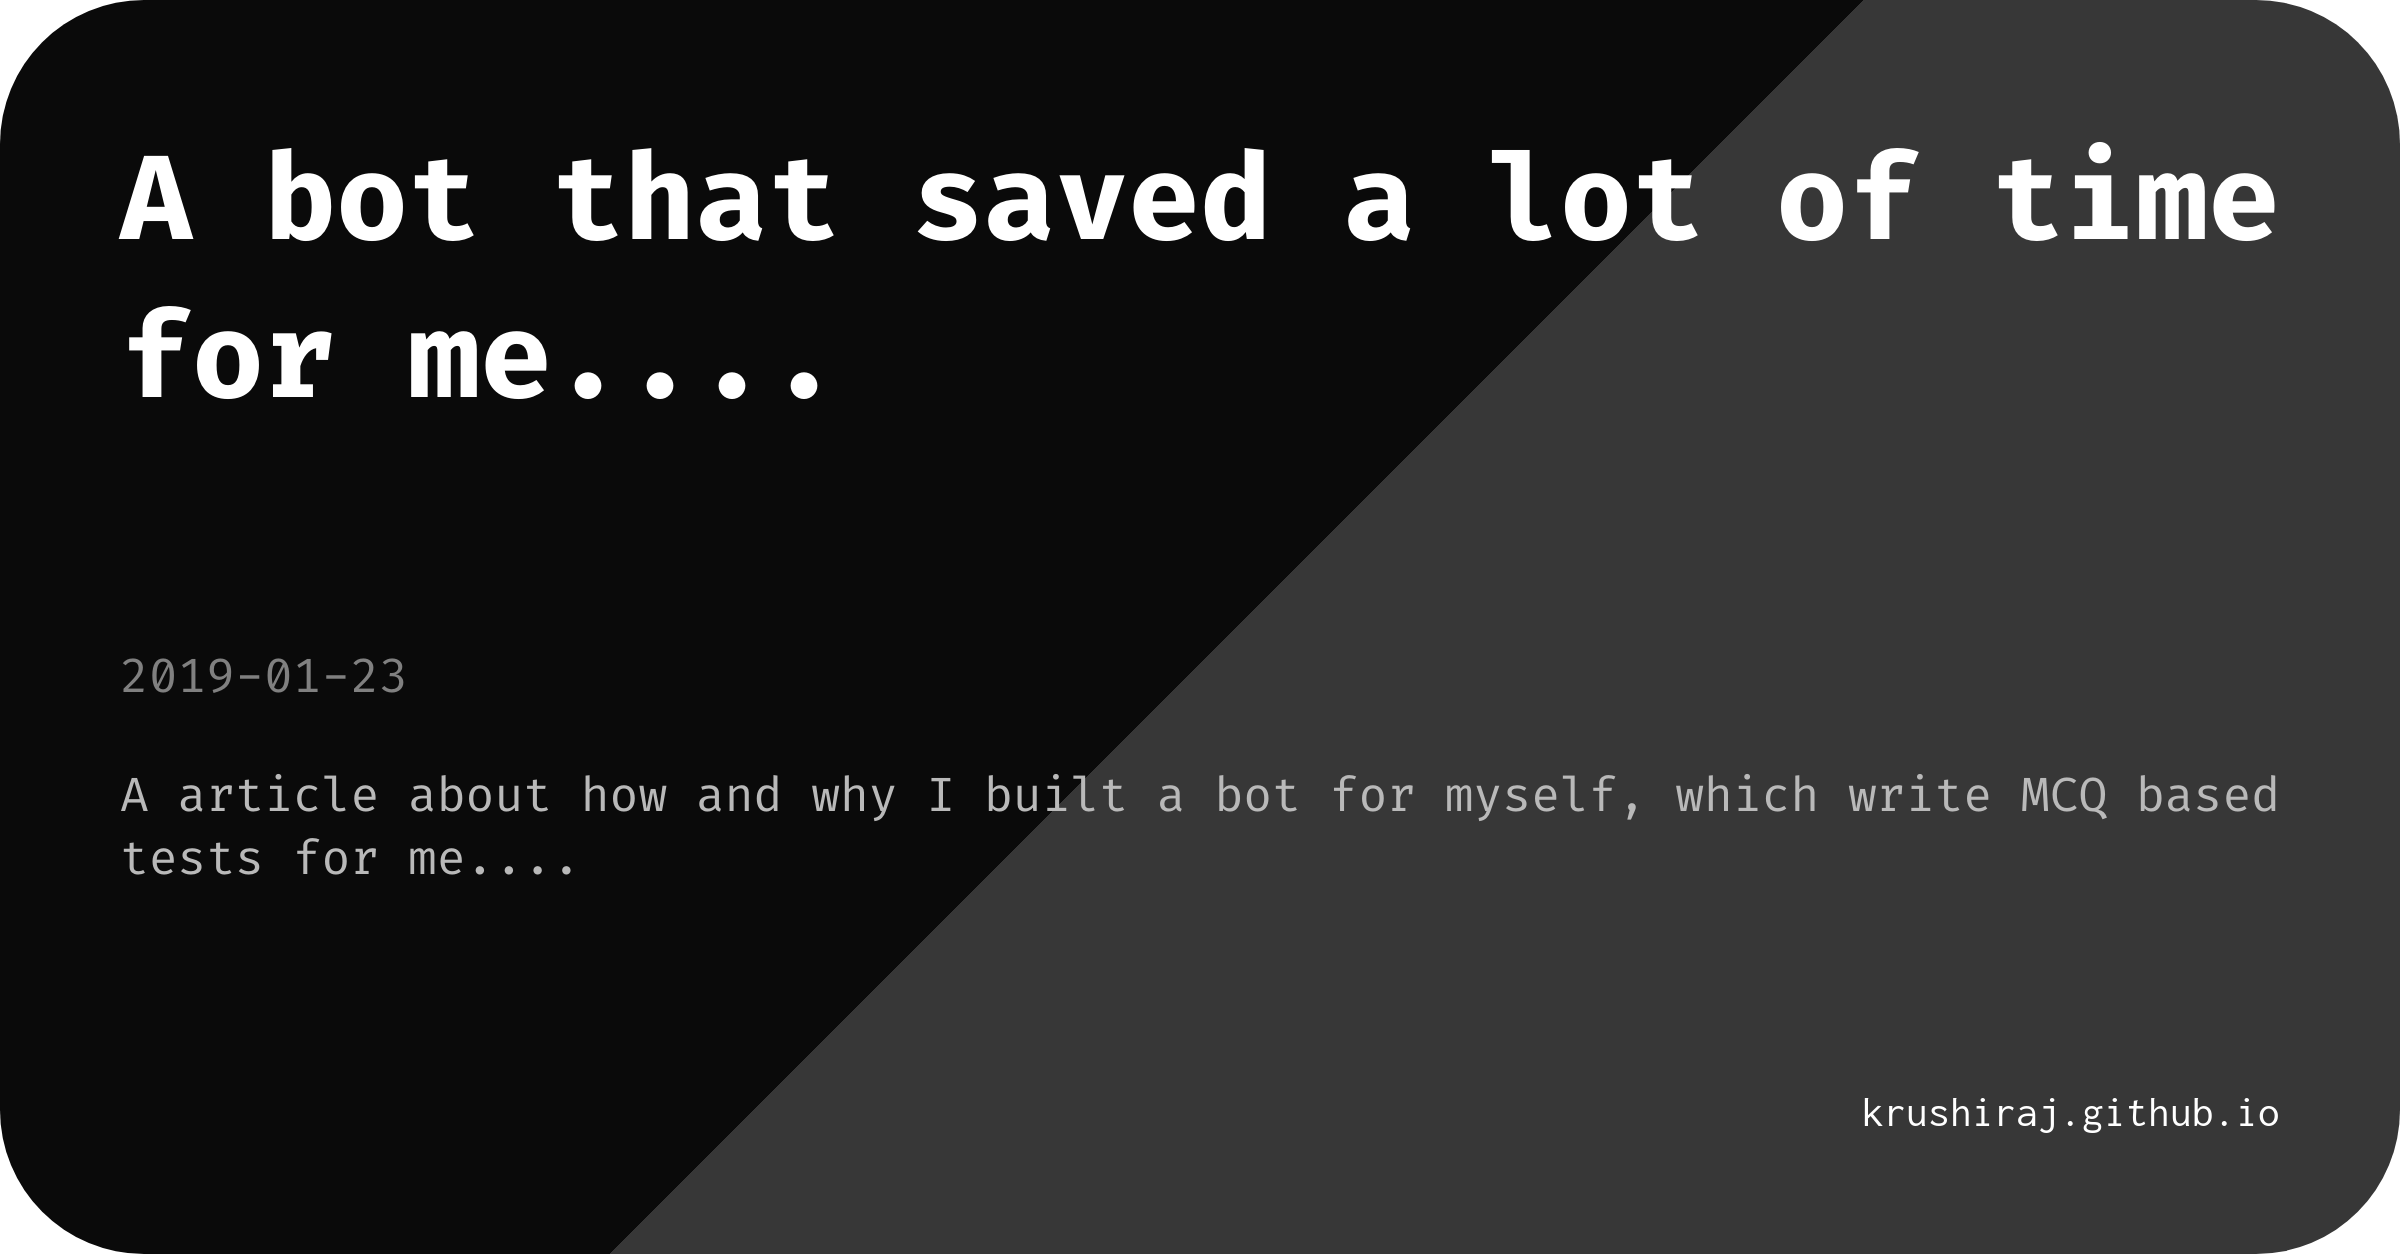 A bot that saved a lot of time
for me....
2019-01-23
A article about how and why I built a bot for myself, which write MCQ based
tests for me....
krushiraj.github.io